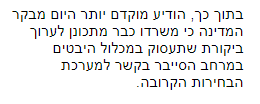 בתוך כך, הודיע מוקדם יותר היום מבקר
המדינה כי משרדו כבר מתכונן לערוך
ביקורת שתעסוק במכלול היבטים
במרחב הסייבר בקשר למערכת
הבחירות הקרובה.